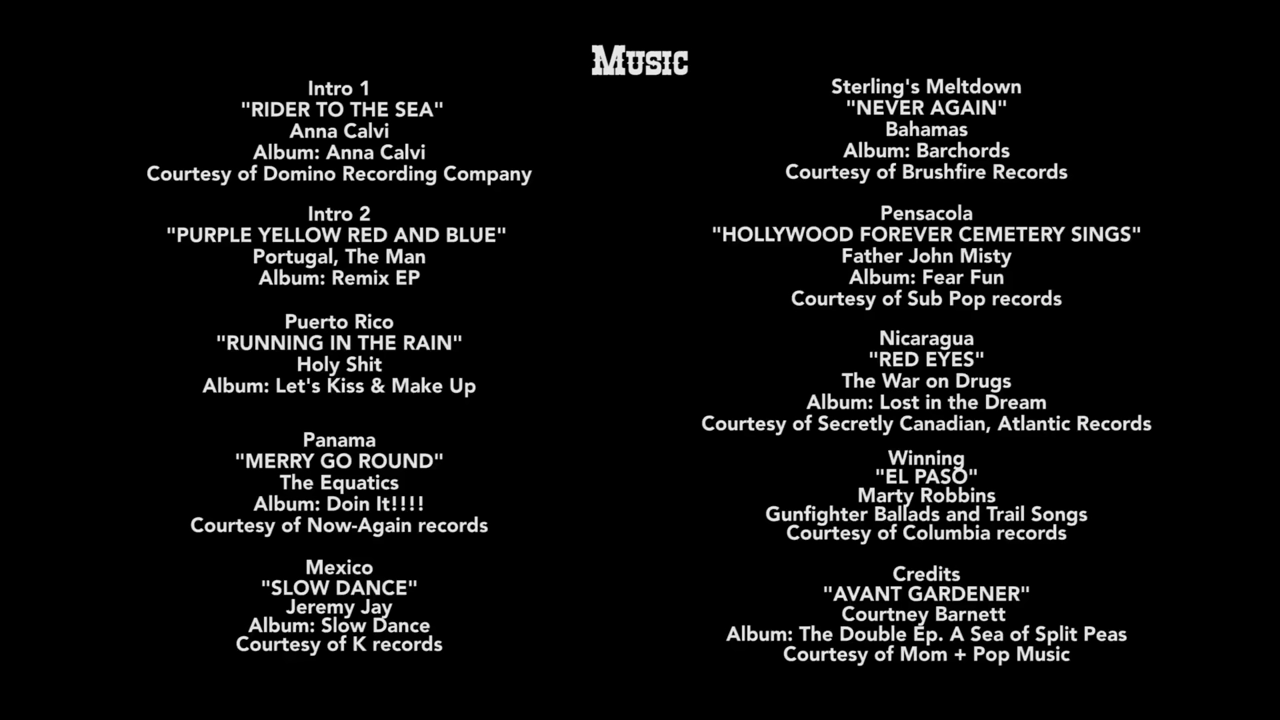 Music
Intro 1
"RIDER TO THE SEA"
Anna Calvi
Album: Anna Calvi
Courtesy of Domino Recording Company
Intro 2
"PURPLE YELLOW RED AND BLUE"
Portugal, The Man
Album: Remix EP
Puerto Rico
"RUNNING IN THE RAIN"
Holy Shit
Album: Let's Kiss & Make Up
Panama
"MERRY GO ROUND"
The Equatics
Album: Doin It!!!!
Courtesy of Now-Again records
Mexico
"SLOW DANCE"
Jeremy Jay
Album: Slow Dance
Courtesy of K records
Sterling's Meltdown
"NEVER AGAIN"
Bahamas
Album: Barchords
Courtesy of Brushfire Records
Pensacola
"HOLLYWOOD FOREVER CEMETERY SINGS"
Father John Misty
Album: Fear Fun
Courtesy of Sub Pop records
Nicaragua
"RED EYES"
The War on Drugs
Album: Lost in the Dream
Courtesy of Secretly Canadian, Atlantic Records
Winning
"EL PASO"
Marty Robbins
Gunfighter Ballads and Trail Songs
Courtesy of Columbia records
Credits
"AVANT GARDENER"
Courtney Barnett
Album: The Double Ep. A Sea of Split Peas
Courtesy of Mom + Pop Music